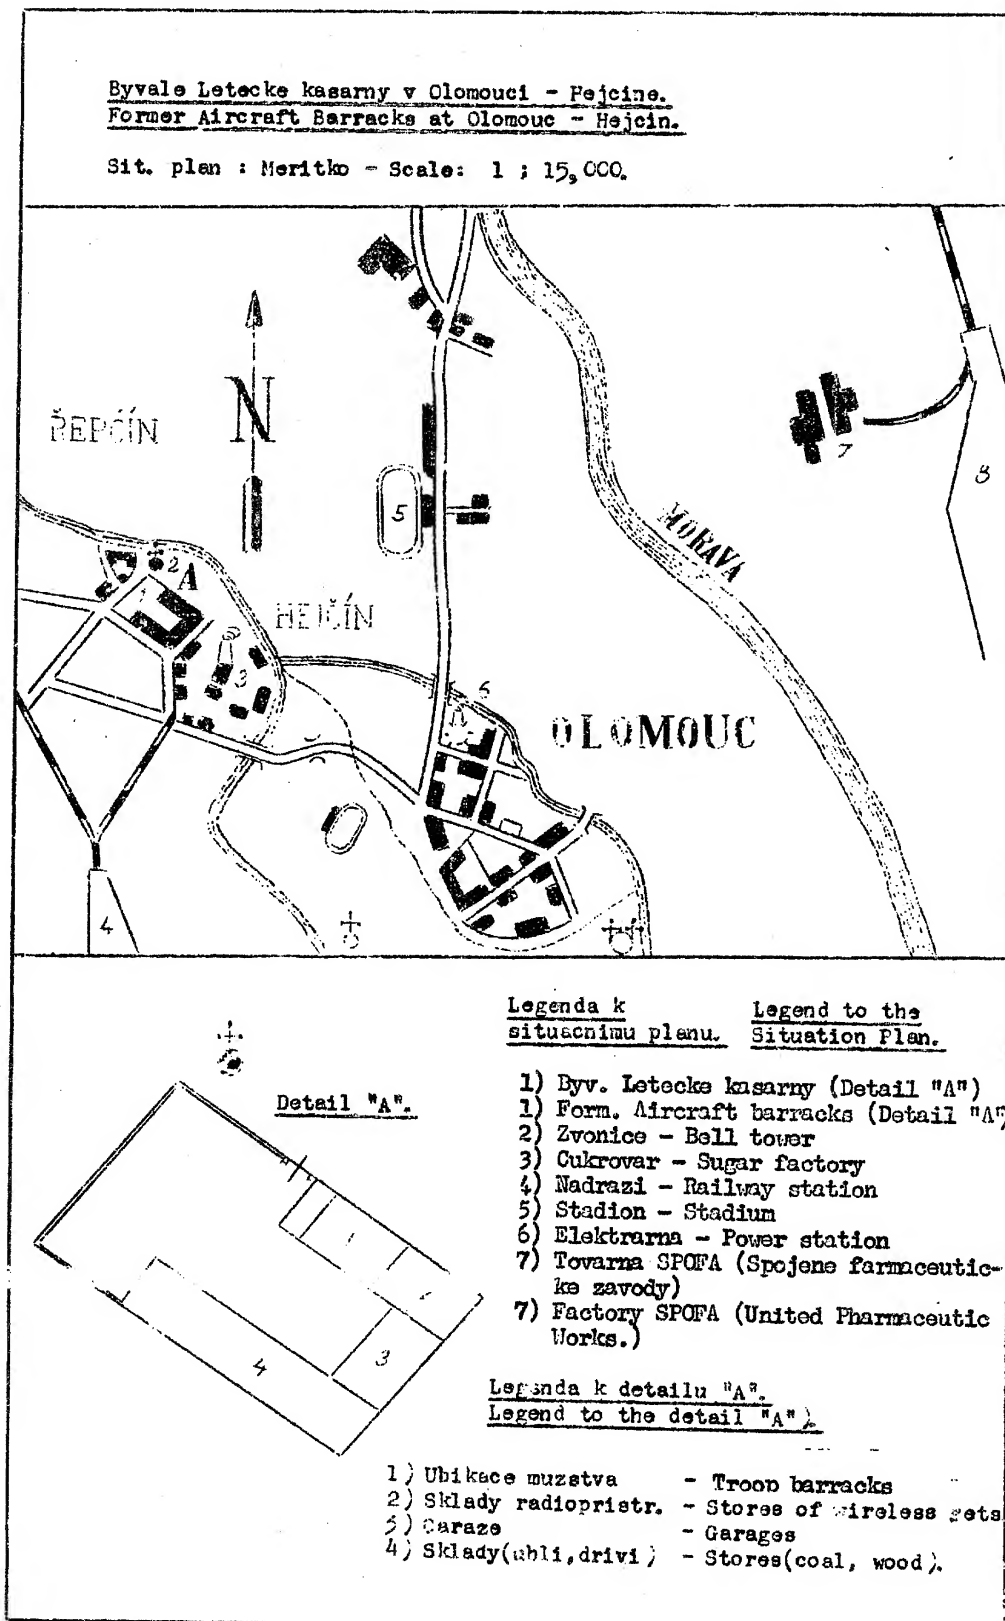 Byvale Letecke kasarny v Olomouci - Hejcine.
Former Aircraft Barracks at Olomouc - Hejcin.
Sit. plan : Meritko - Scale: 1 ; 15,000.
N
ŘEPČÍN
5
7
8
MORAVA
2
A
1
HEJČÍN
3
6
OLOMOUC
4
Legenda k situacnimu planu.
Legend to the Situation Plan.
Detail "A".
1) Byv. Letecke kasarny (Detail "A")
1) Form. Aircraft barracks (Detail "A")
2) Zvonice - Bell tower
3) Cukrovar - Sugar factory
4) Nadrazi - Railway station
5) Stadion - Stadium
6) Elektrarna - Power station
7) Tovarna SPOFA (Spojene farmaceutic-
ke zavody)
7) Factory SPOFA (United Pharmaceutic
Works.)
1
3
4
Legenda k detailu "A".
Legend to the detail "A").
1) Ubikace muzstva - Troop barracks
2) Sklady radiopristr. - Stores of wireless sets
3) Garaze - Garages
4) Sklady(uhli,drivi) - Stores(coal, wood).